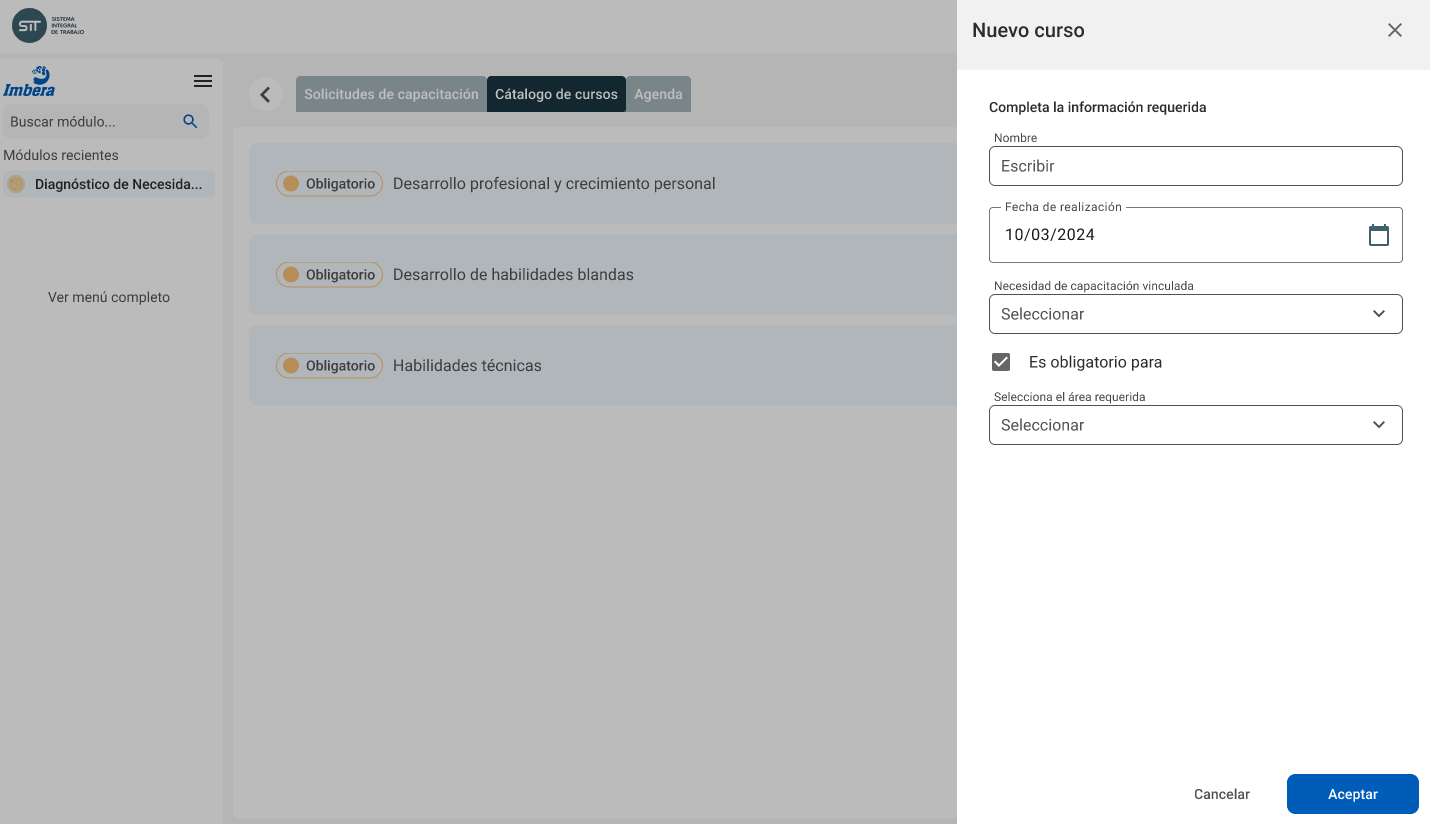 SIT
SISTEMA
INTEGRAL
DE TRABAJO
Imbera
Buscar módulo...
Módulos recientes
Diagnóstico de Necesida...
Ver menú completo
Solicitudes de capacitación
Cátalogo de cursos
Agenda
Obligatorio Desarrollo profesional y crecimiento personal
Obligatorio Desarrollo de habilidades blandas
Obligatorio Habilidades técnicas
Nuevo curso
Completa la información requerida
Nombre
Escribir
Fecha de realización
10/03/2024
Necesidad de capacitación vinculada
Seleccionar
Es obligatorio para
Selecciona el área requerida
Seleccionar
Cancelar
Aceptar